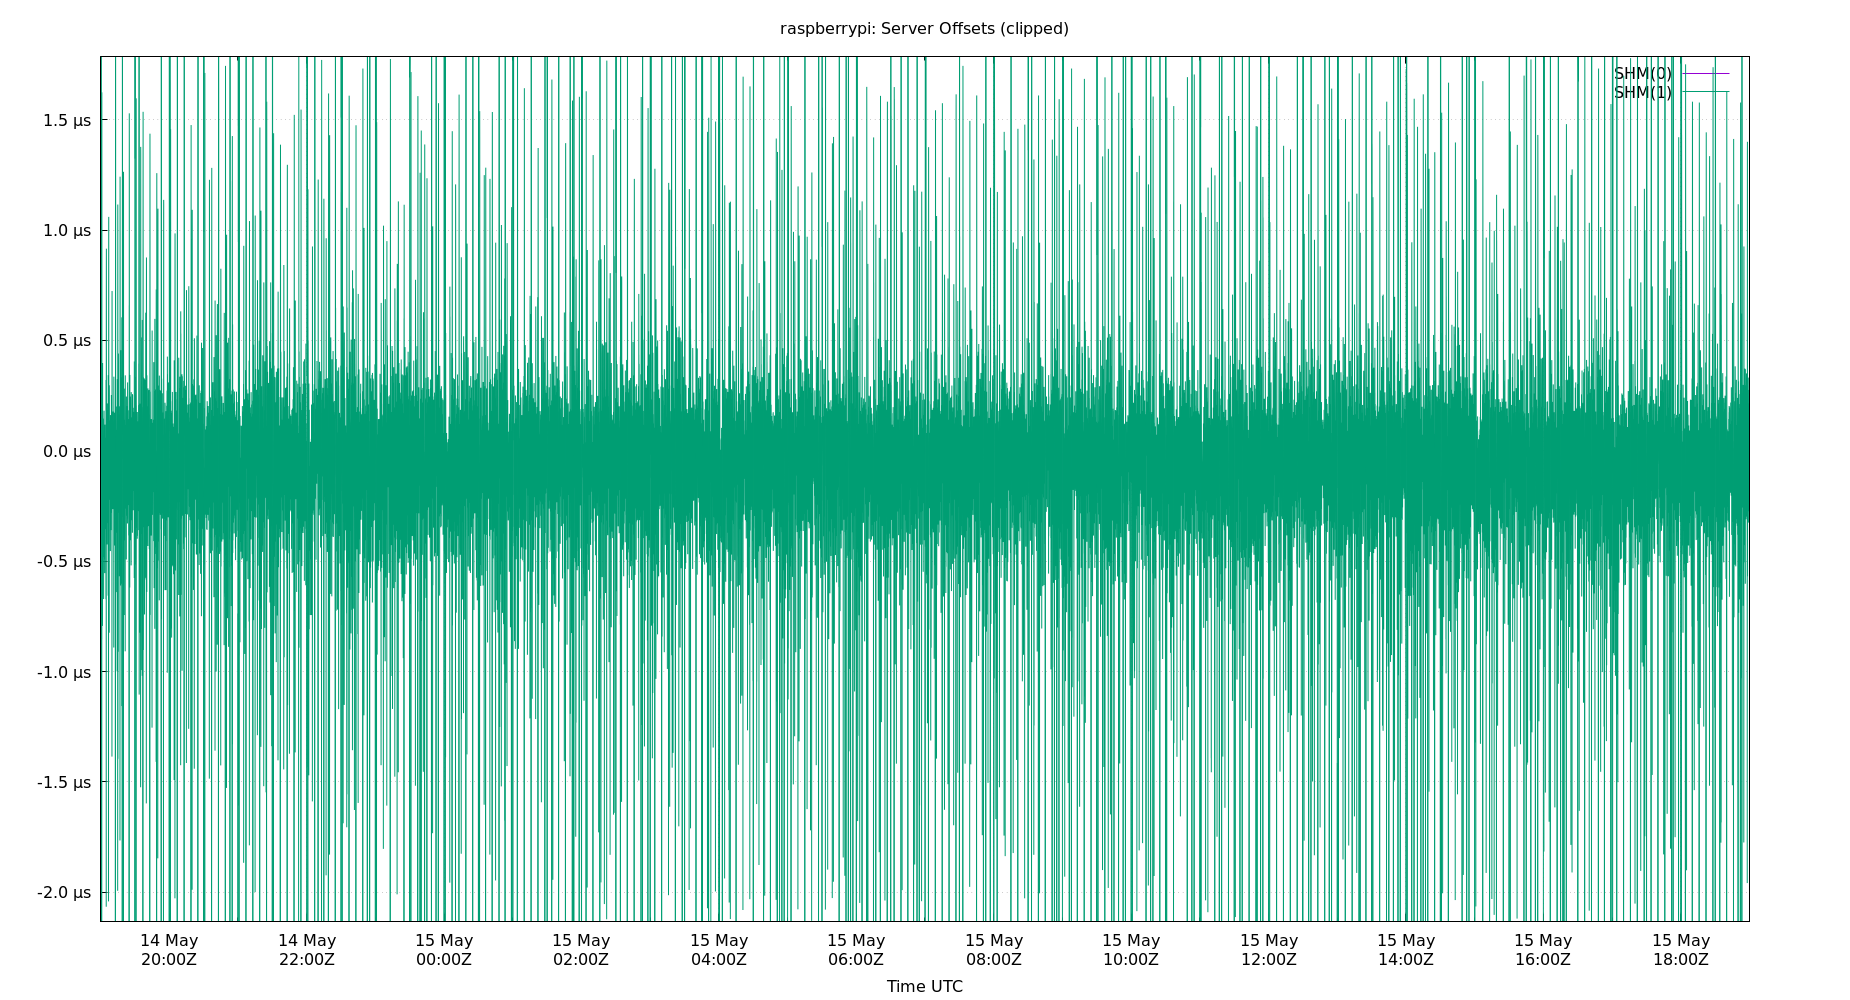 raspberrypi: Server Offsets (clipped)
SHM(0)
SHM(1)
1.5 µs
1.0 µs
0.5 µs
0.0 µs
-0.5 µs
-1.0 µs
-1.5 µs
-2.0 µs
14 May 14 May 15 May 15 May 15 May 15 May 15 May 15 May 15 May 15 May 15 May 15 May
20:00Z 22:00Z 00:00Z 02:00Z 04:00Z 06:00Z 08:00Z 10:00Z 12:00Z 14:00Z 16:00Z 18:00Z
Time UTC